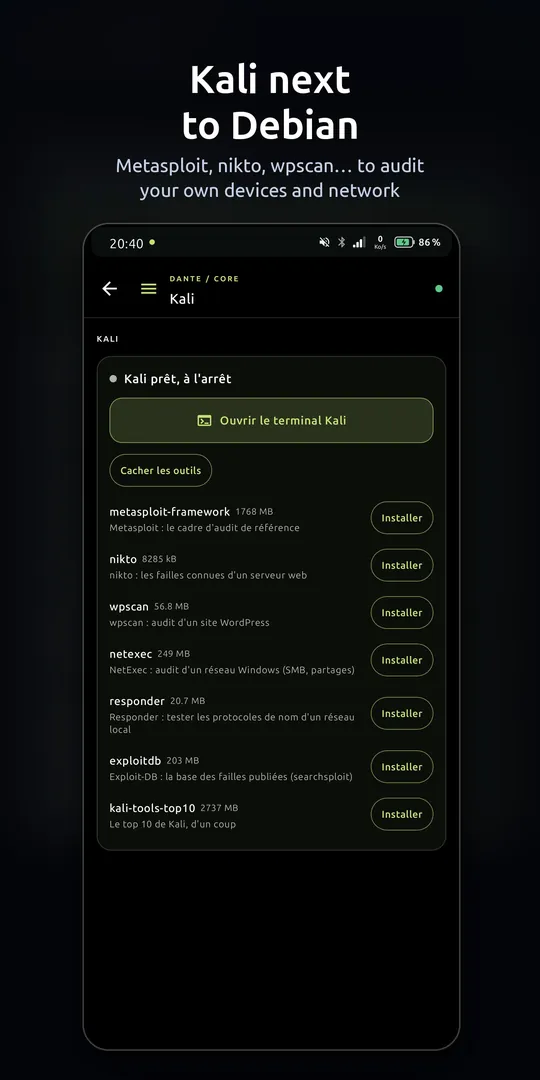 Kali next
to Debian
Metasploit, nikto, wpscan... to audit
your own devices and network
20:40
0
Ko/s
86 %
DANTE / CORE
Kali
KALI
Kali prêt, à l'arrêt
Ouvrir le terminal Kali
Cacher les outils
metasploit-framework 1768 MB
Metasploit : le cadre d'audit de référence
Installer
nikto 8285 kB
nikto : les failles connues d'un serveur web
Installer
wpscan 56.8 MB
wpscan : audit d'un site WordPress
Installer
netexec 249 MB
NetExec : audit d'un réseau Windows (SMB, partages)
Installer
responder 20.7 MB
Responder : tester les protocoles de nom d'un réseau
local
Installer
exploitdb 203 MB
Exploit-DB : la base des failles publiées (searchsploit)
Installer
kali-tools-top10 2737 MB
Le top 10 de Kali, d'un coup
Installer